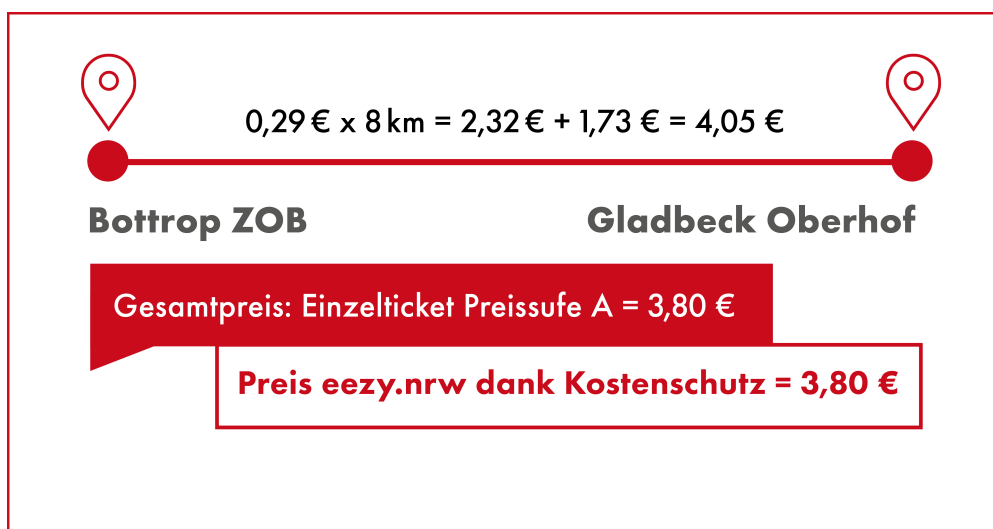 0,29 € x 8 km = 2,32 € + 1,73 € = 4,05 €
Bottrop ZOB
Gladbeck Oberhof
Gesamtpreis: Einzelticket Preissufe A = 3,80 €
Preis eezy.nrw dank Kostenschutz = 3,80 €